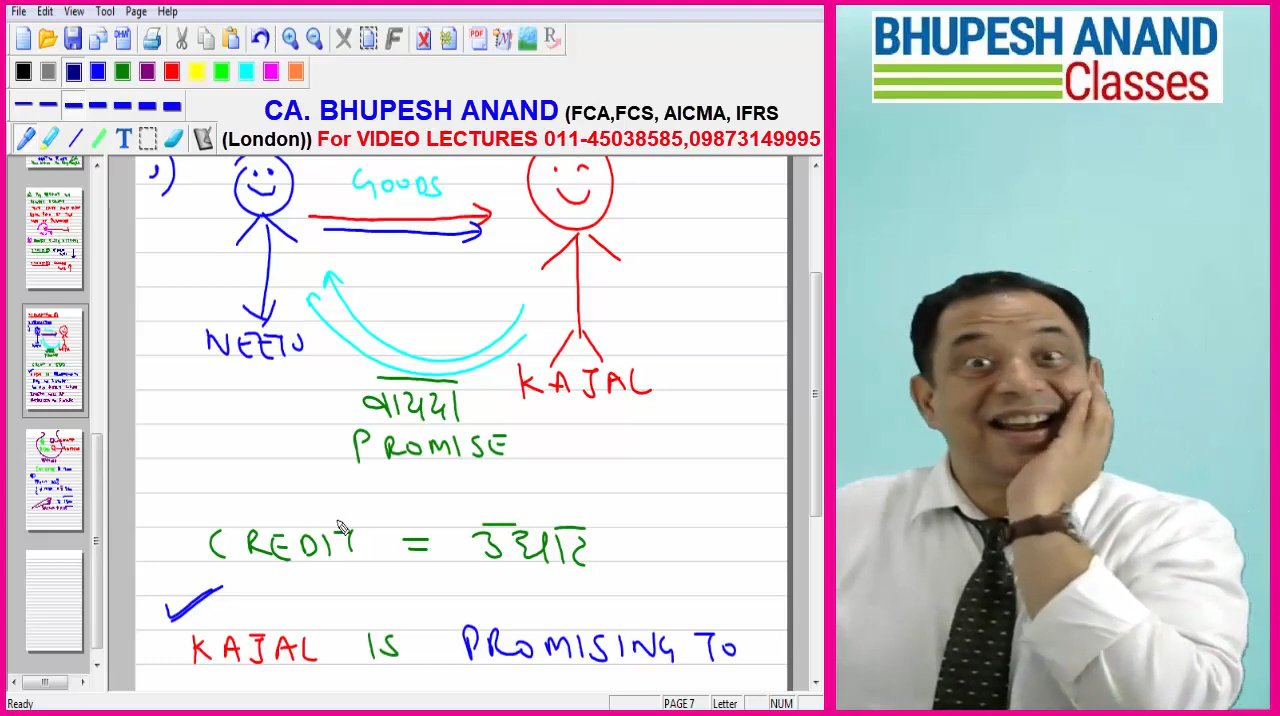 File Edit View Tool Page Help
BHUPESH ANAND
Classes
CA. BHUPESH ANAND (FCA,FCS, AICMA, IFRS
(London)) For VIDEO LECTURES 011-45038585,09873149995
GOODS
NEETU
KAJAL
वायदा
PROMISE
CREDIT = उधार
KAJAL IS PROMISING TO
Ready
PAGE 7 Letter NUM